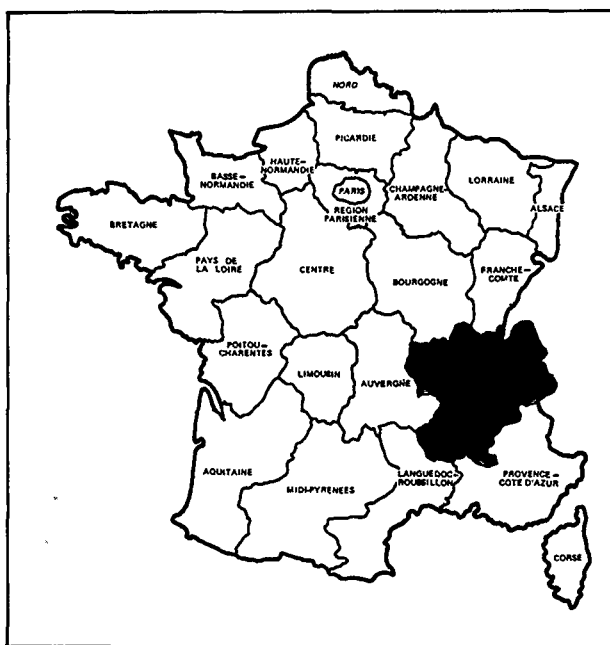 NORD
PICARDIE
HAUTE–
NORMANDIE
BASSE–
NORMANDIE
PARIS
REGION
PARISIENNE
CHAMPAGNE
ARDENNE
LORRAINE
ALSACE
BRETAGNE
PAYS DE
LA LOIRE
CENTRE
BOURGOGNE
FRANCHE–
COMTE
POITOU–
CHARENTES
LIMOUSIN
AUVERGNE
AQUITAINE
MIDI-PYRENEES
LANGUEDOC–
ROUSSILLON
PROVENCE–
COTE D'AZUR
CORSE